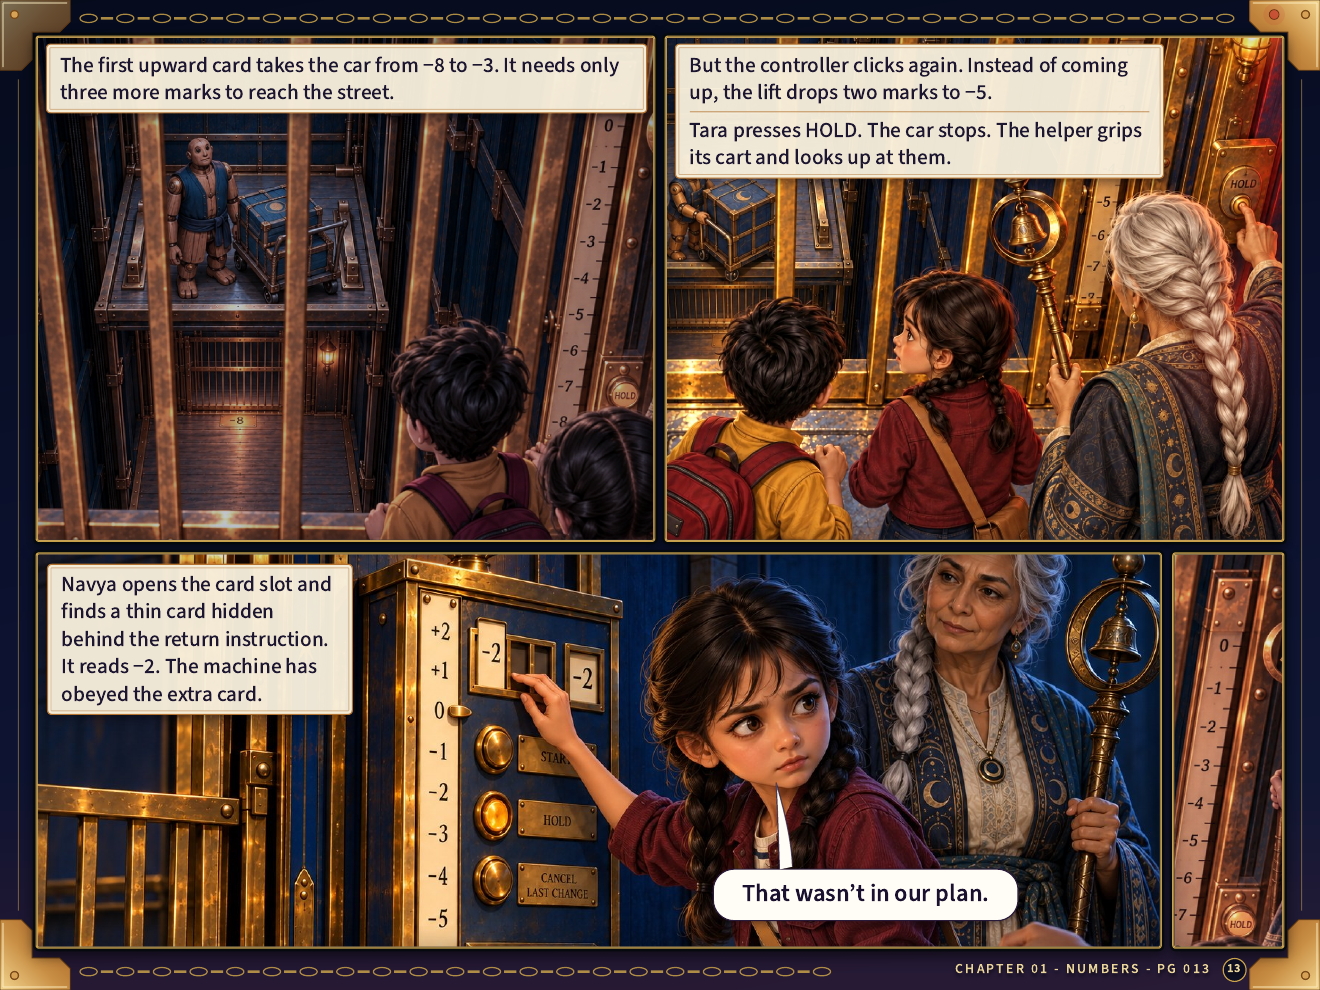 The first upward card takes the car from −8 to −3. It needs only
three more marks to reach the street.
0
-1
-2
-3
-4
-5
-6
-7
-8
HOLD
-8
But the controller clicks again. Instead of coming
up, the lift drops two marks to −5.
Tara presses HOLD. The car stops. The helper grips
its cart and looks up at them.
HOLD
-5
-6
-7
Navya opens the card slot and
finds a thin card hidden
behind the return instruction.
It reads −2. The machine has
obeyed the extra card.
+2
+1
0
-1
-2
-3
-4
-5
-2
-2
START
HOLD
CANCEL
LAST CHANGE
That wasn’t in our plan.
0
-1
-2
-3
-4
-5
-6
-7
HOLD
CHAPTER 01 - NUMBERS - PG 013
13